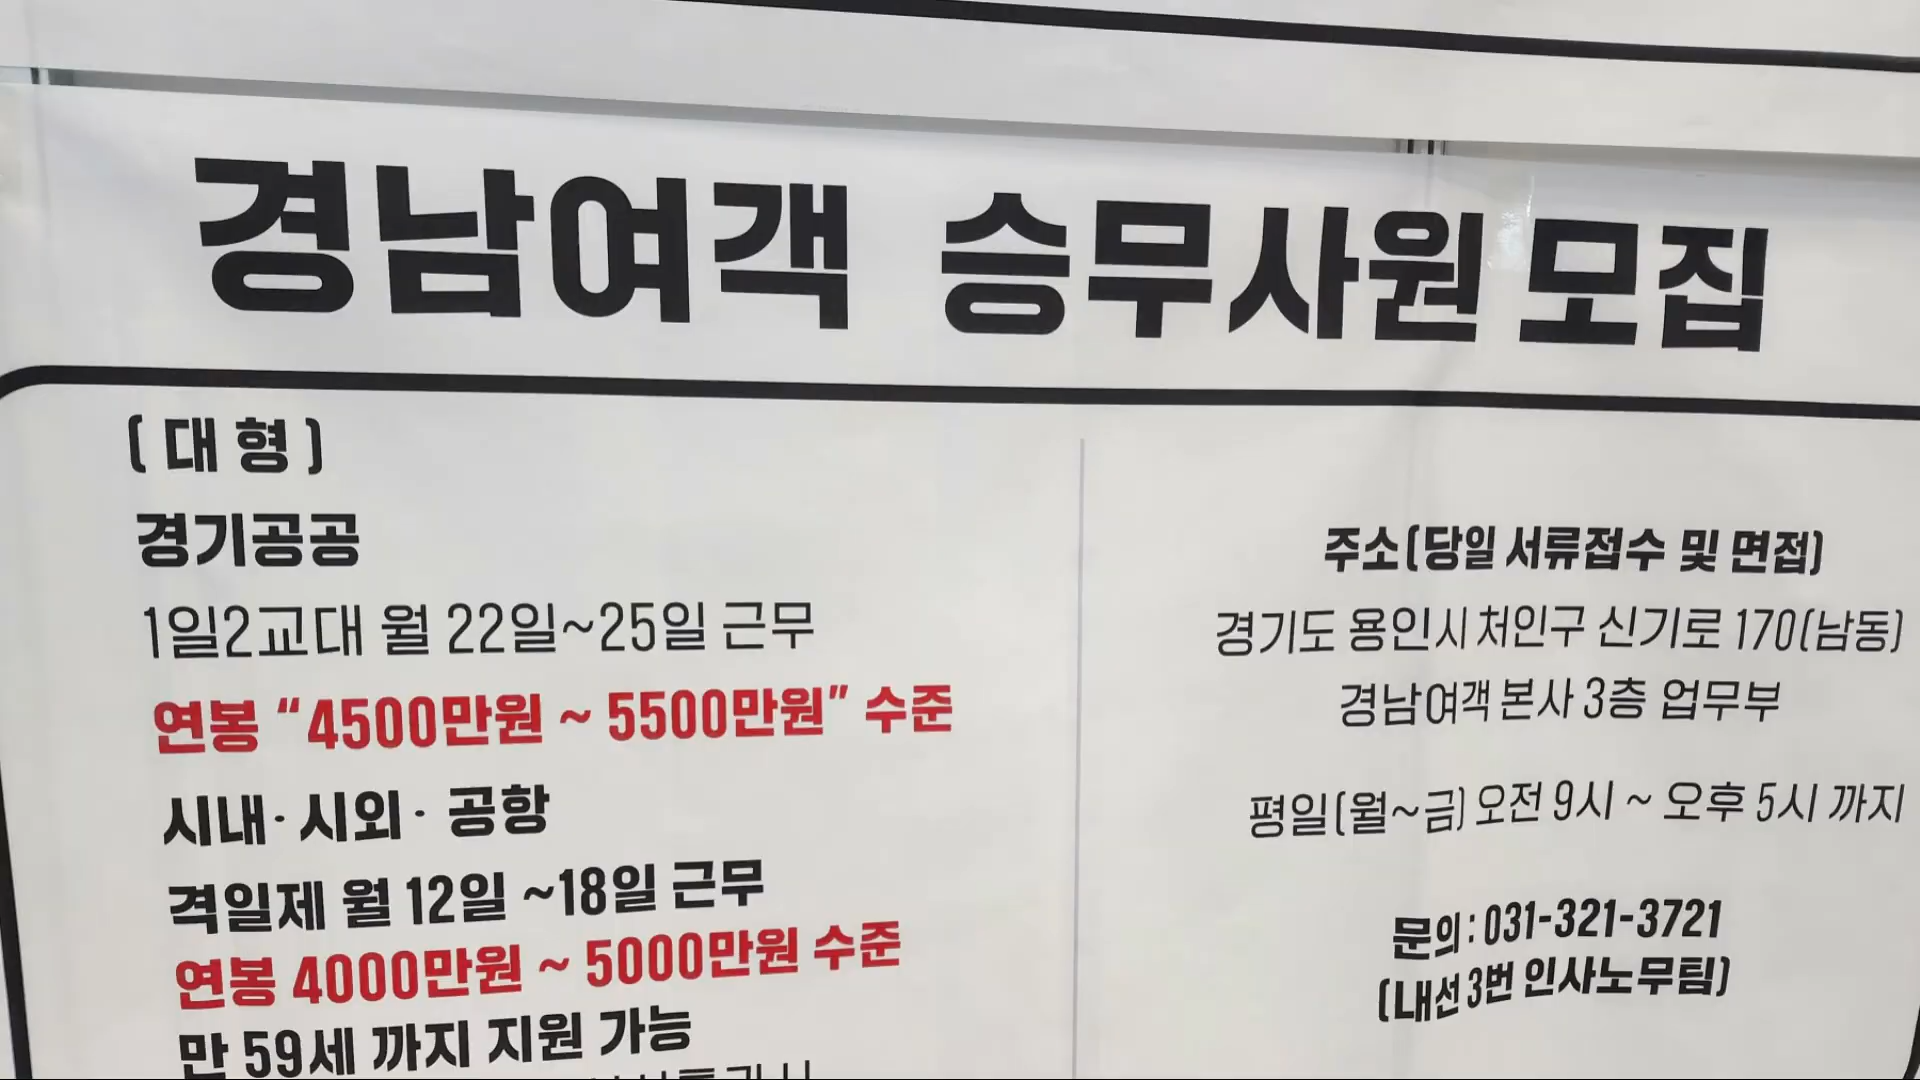 경남여객 승무사원 모집
(대형)
경기공공
1일2교대 월 22일~25일 근무
연봉 “4500만원 ~ 5500만원” 수준
시내· 시외· 공항
격일제 월 12일 ~18일 근무
연봉 4000만원 ~ 5000만원 수준
만 59세 까지 지원 가능
주소(당일 서류접수 및 면접)
경기도 용인시 처인구 신기로 170(남동)
경남여객 본사 3층 업무부
평일(월~금) 오전 9시 ~ 오후 5시 까지
문의 : 031-321-3721
(내선 3번 인사노무팀)